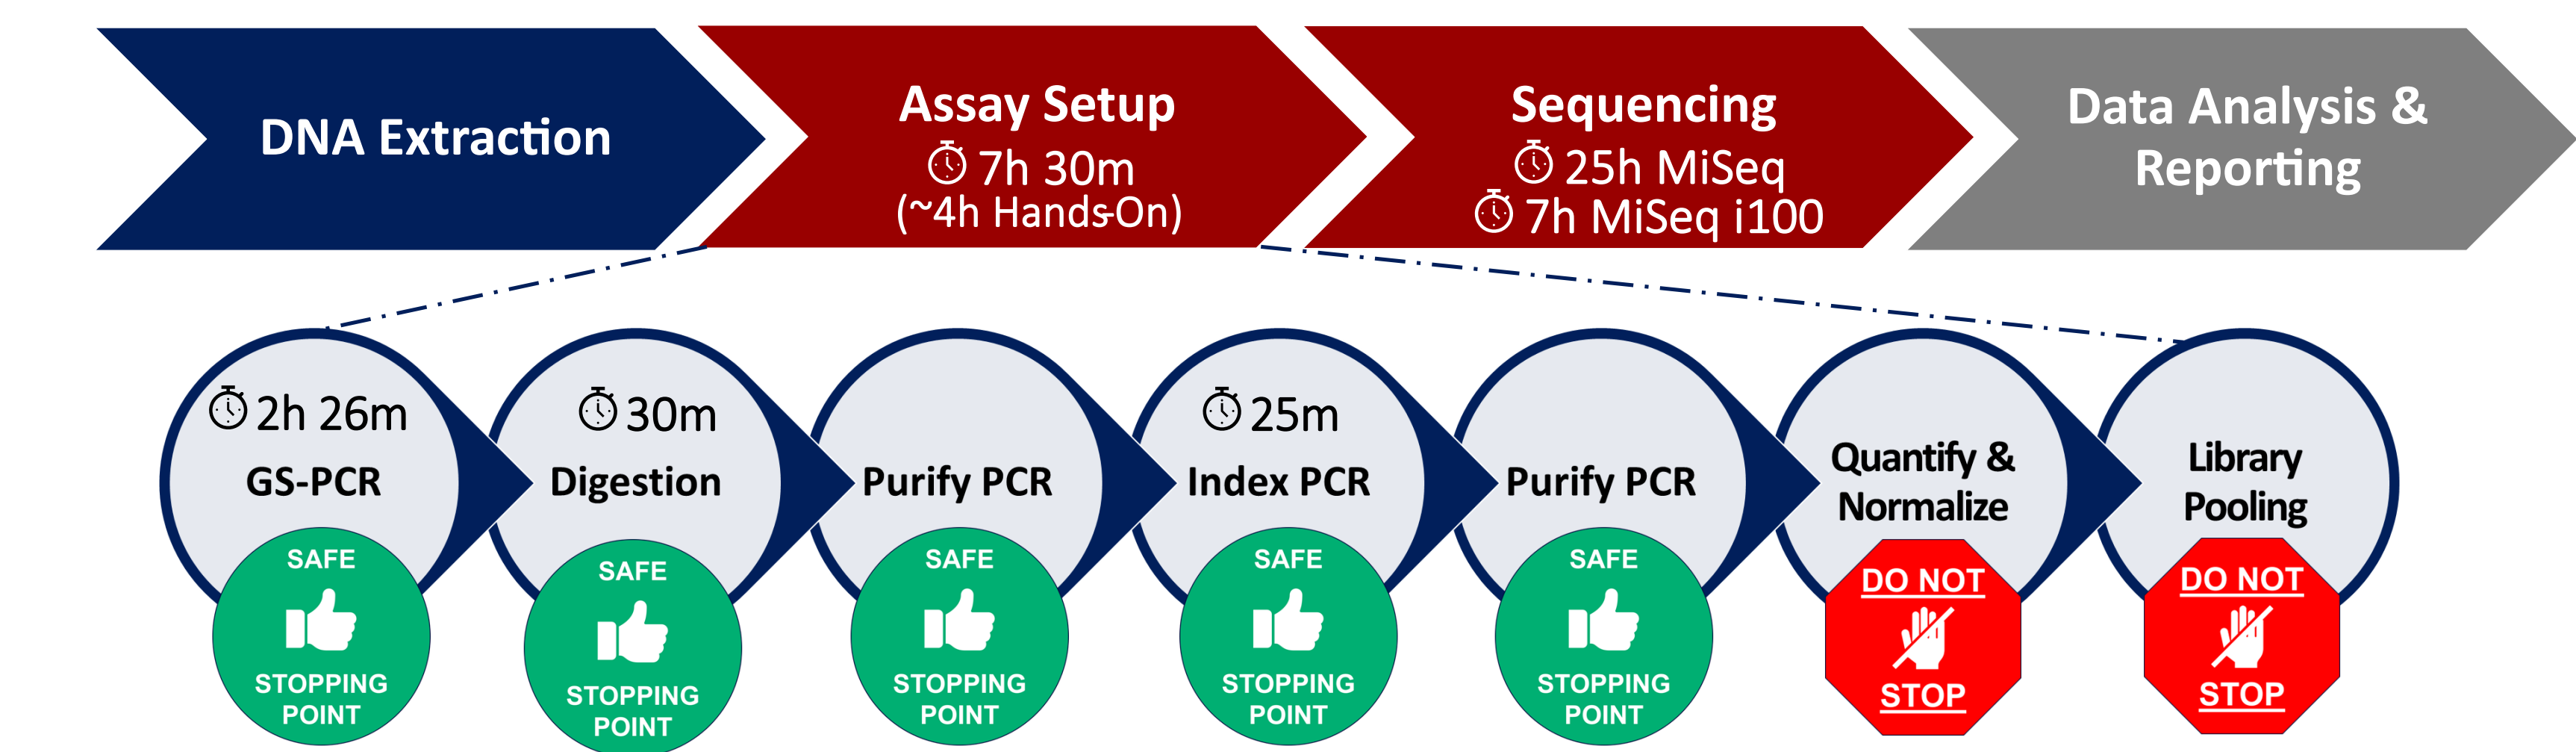 DNA Extraction
Assay Setup
7h 30m
(~4h Hands-On)
Sequencing
25h MiSeq
7h MiSeq i100
Data Analysis &
Reporting
2h 26m
GS-PCR
SAFE
STOPPING
POINT
30m
Digestion
SAFE
STOPPING
POINT
Purify PCR
SAFE
STOPPING
POINT
25m
Index PCR
SAFE
STOPPING
POINT
Purify PCR
SAFE
STOPPING
POINT
Quantify &
Normalize
DO NOT
STOP
Library
Pooling
DO NOT
STOP